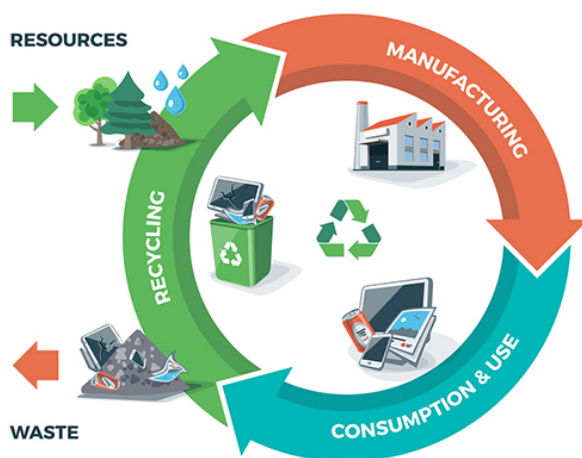 RESOURCES
MANUFACTURING
RECYCLING
CONSUMPTION & USE
WASTE